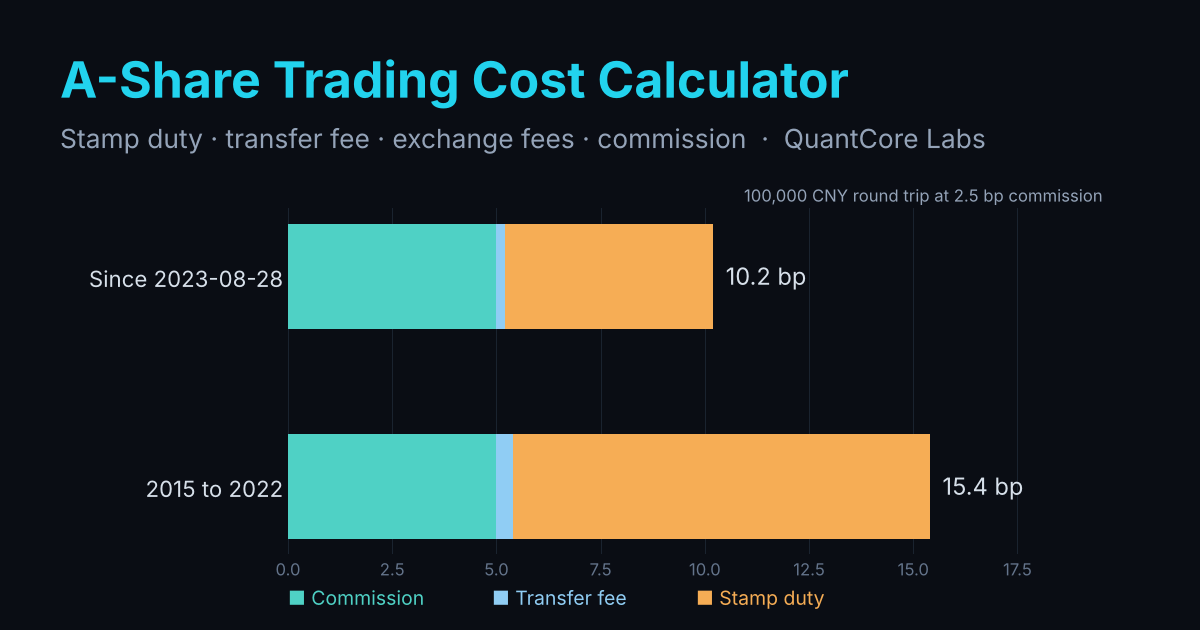 A-Share Trading Cost Calculator
Stamp duty · transfer fee · exchange fees · commission · QuantCore Labs
100,000 CNY round trip at 2.5 bp commission
Since 2023-08-28
10.2 bp
2015 to 2022
15.4 bp
0.0 2.5 5.0 7.5 10.0 12.5 15.0 17.5
Commission Transfer fee Stamp duty